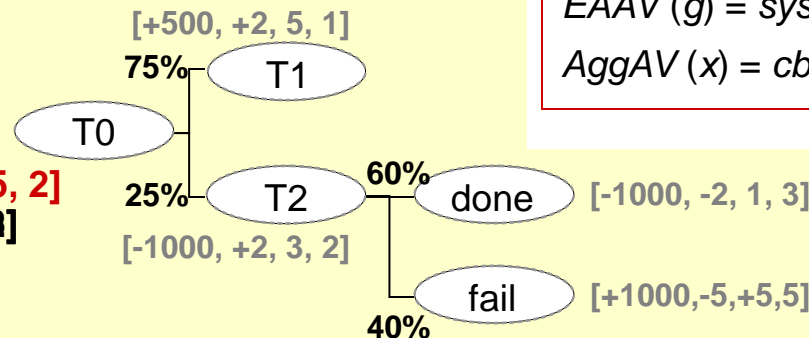 EAAV (g) = sys
AggAV (x) = cb
[+500, +2, 5, 1]
75%
T1
T0
5, 2]
25%
T2
60%
done
[-1000, -2, 1, 3]
[-1000, +2, 3, 2]
fail
[+1000,-5,+5,5]
40%